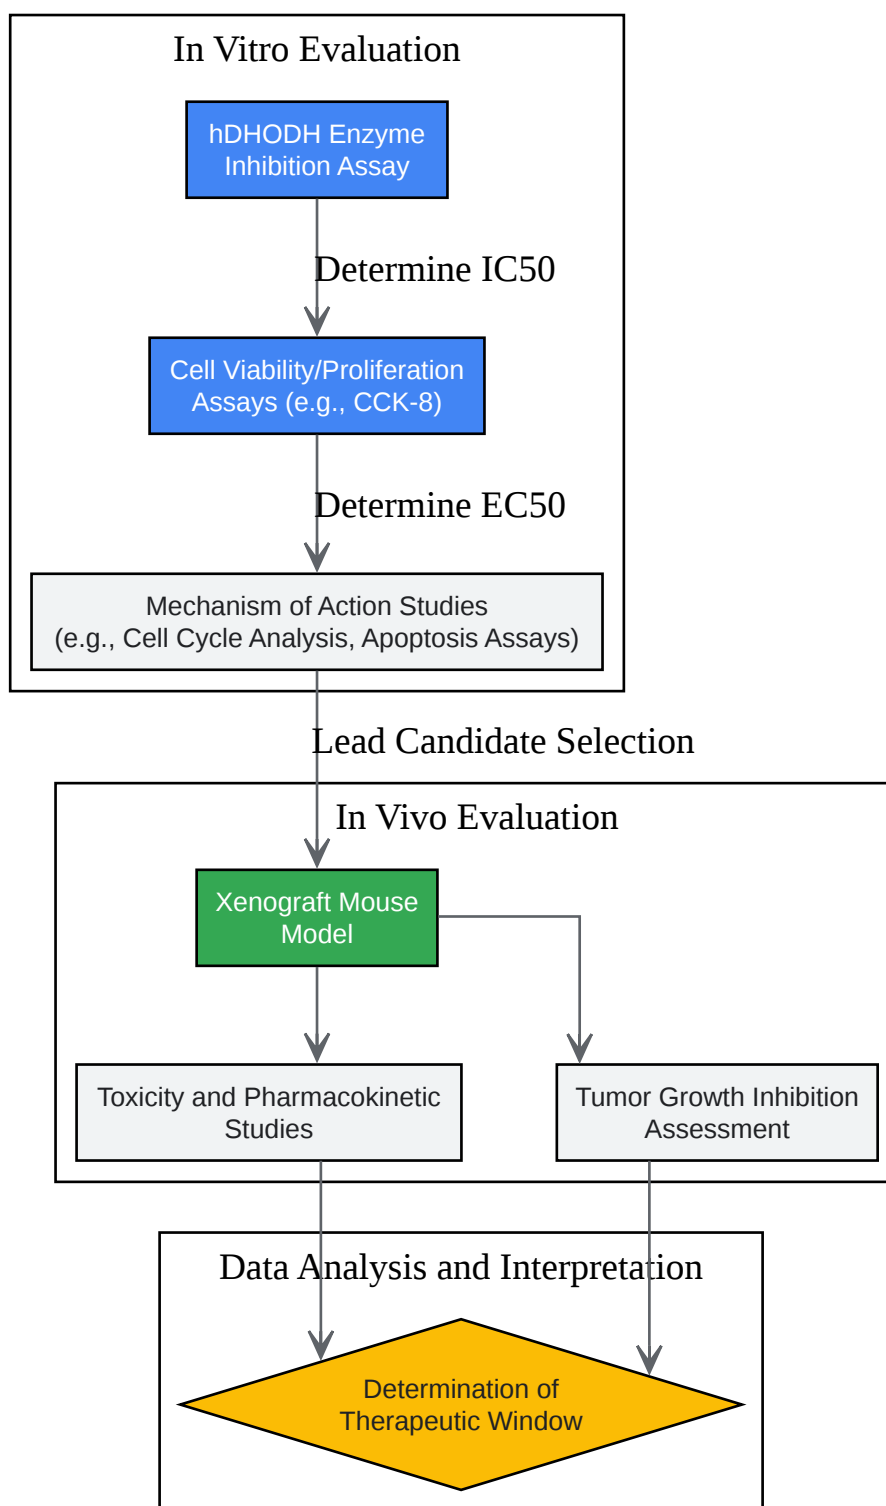 In Vitro Evaluation
hDHODH Enzyme
Inhibition Assay
Determine IC50
Cell Viability/Proliferation
Assays (e.g., CCK-8)
Determine EC50
Mechanism of Action Studies
(e.g., Cell Cycle Analysis, Apoptosis Assays)
Lead Candidate Selection
In Vivo Evaluation
Xenograft Mouse
Model
Toxicity and Pharmacokinetic
Studies
Tumor Growth Inhibition
Assessment
Data Analysis and Interpretation
Determination of
Therapeutic Window